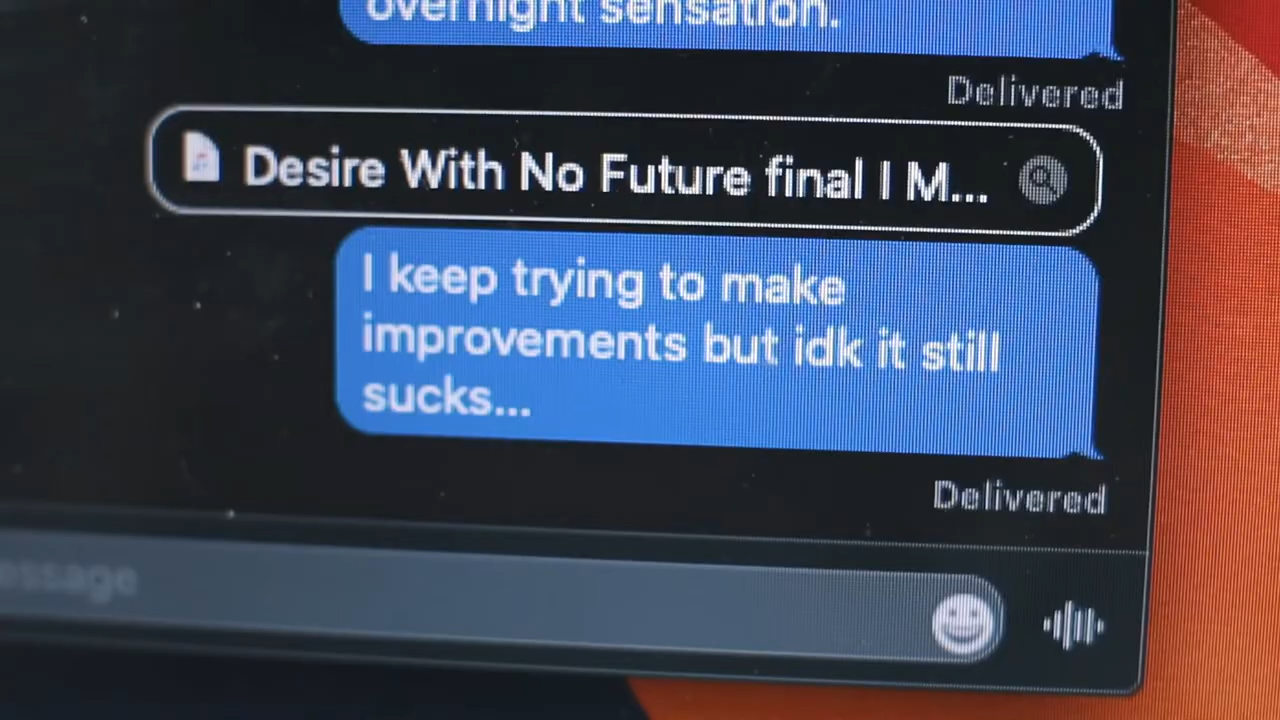 overnight sensation.
Delivered
Desire With No Future final I M...
I keep trying to make
improvements but idk it still
sucks...
Delivered
essage